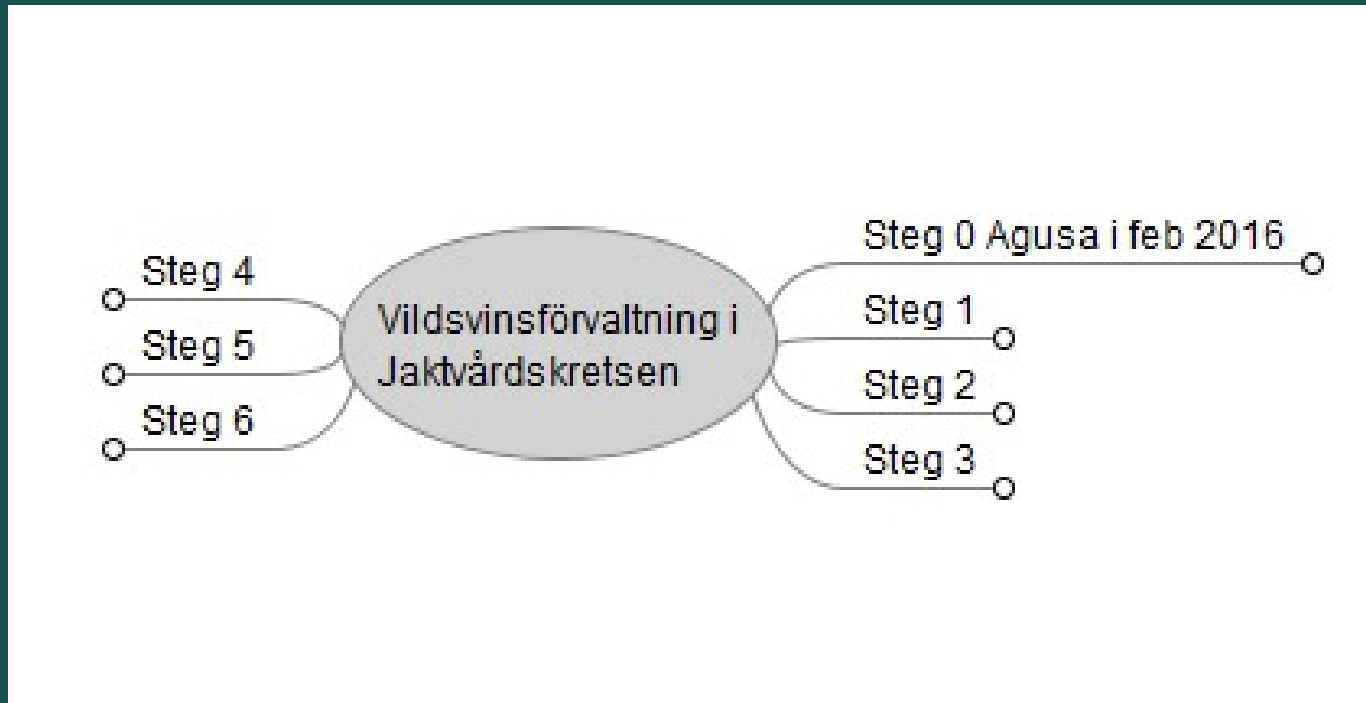 Vildsvinsförvaltning i
Jaktvårdskretsen
Steg 0 Agusa i feb 2016
Steg 1
Steg 2
Steg 3
Steg 4
Steg 5
Steg 6